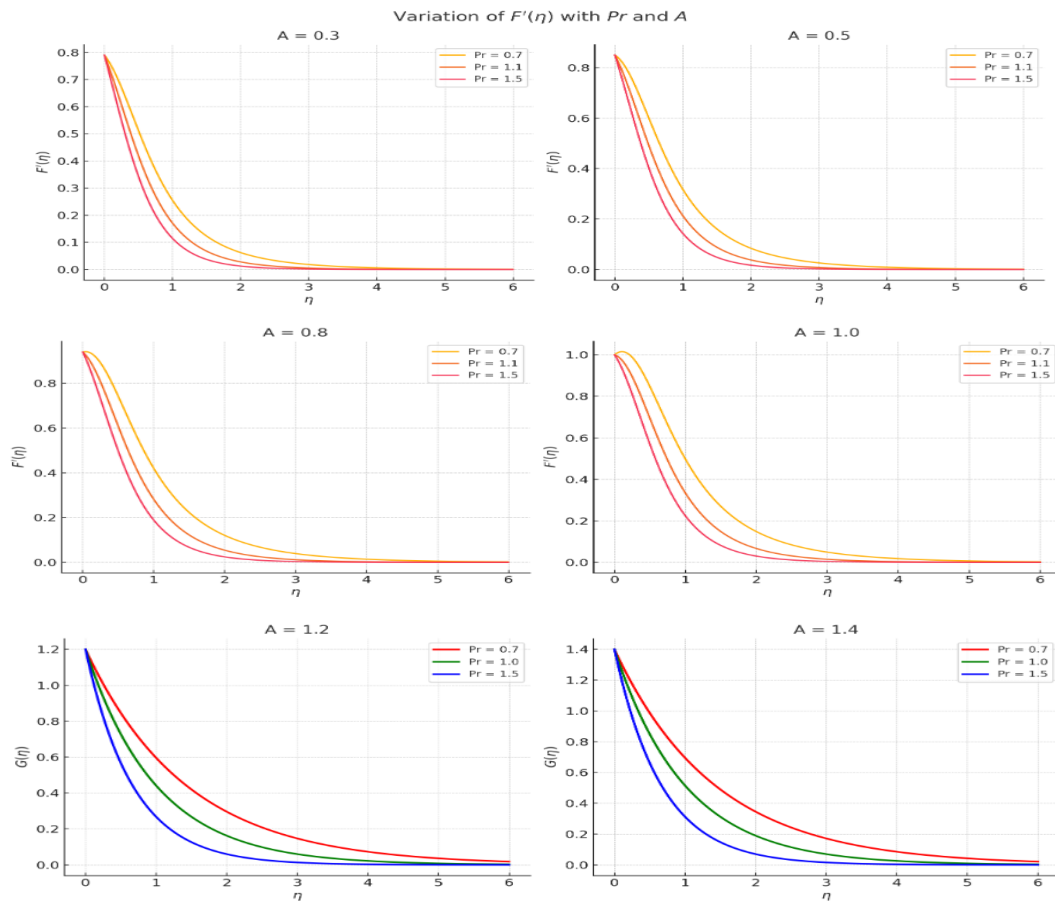 Variation of F′(η) with Pr and A
A = 0.3
0.8
0.7
0.6
0.5
0.4
0.3
0.2
0.1
0.0
F′(η)
Pr = 0.7
Pr = 1.1
Pr = 1.5
0 1 2 3 4 5 6
η
A = 0.5
0.8
0.6
0.4
0.2
0.0
F′(η)
Pr = 0.7
Pr = 1.1
Pr = 1.5
0 1 2 3 4 5 6
η
A = 0.8
0.8
0.6
0.4
0.2
0.0
F′(η)
Pr = 0.7
Pr = 1.1
Pr = 1.5
0 1 2 3 4 5 6
η
A = 1.0
1.0
0.8
0.6
0.4
0.2
0.0
F′(η)
Pr = 0.7
Pr = 1.1
Pr = 1.5
0 1 2 3 4 5 6
η
A = 1.2
1.2
1.0
0.8
0.6
0.4
0.2
0.0
G(η)
Pr = 0.7
Pr = 1.0
Pr = 1.5
0 1 2 3 4 5 6
η
A = 1.4
1.4
1.2
1.0
0.8
0.6
0.4
0.2
0.0
G(η)
Pr = 0.7
Pr = 1.0
Pr = 1.5
0 1 2 3 4 5 6
η